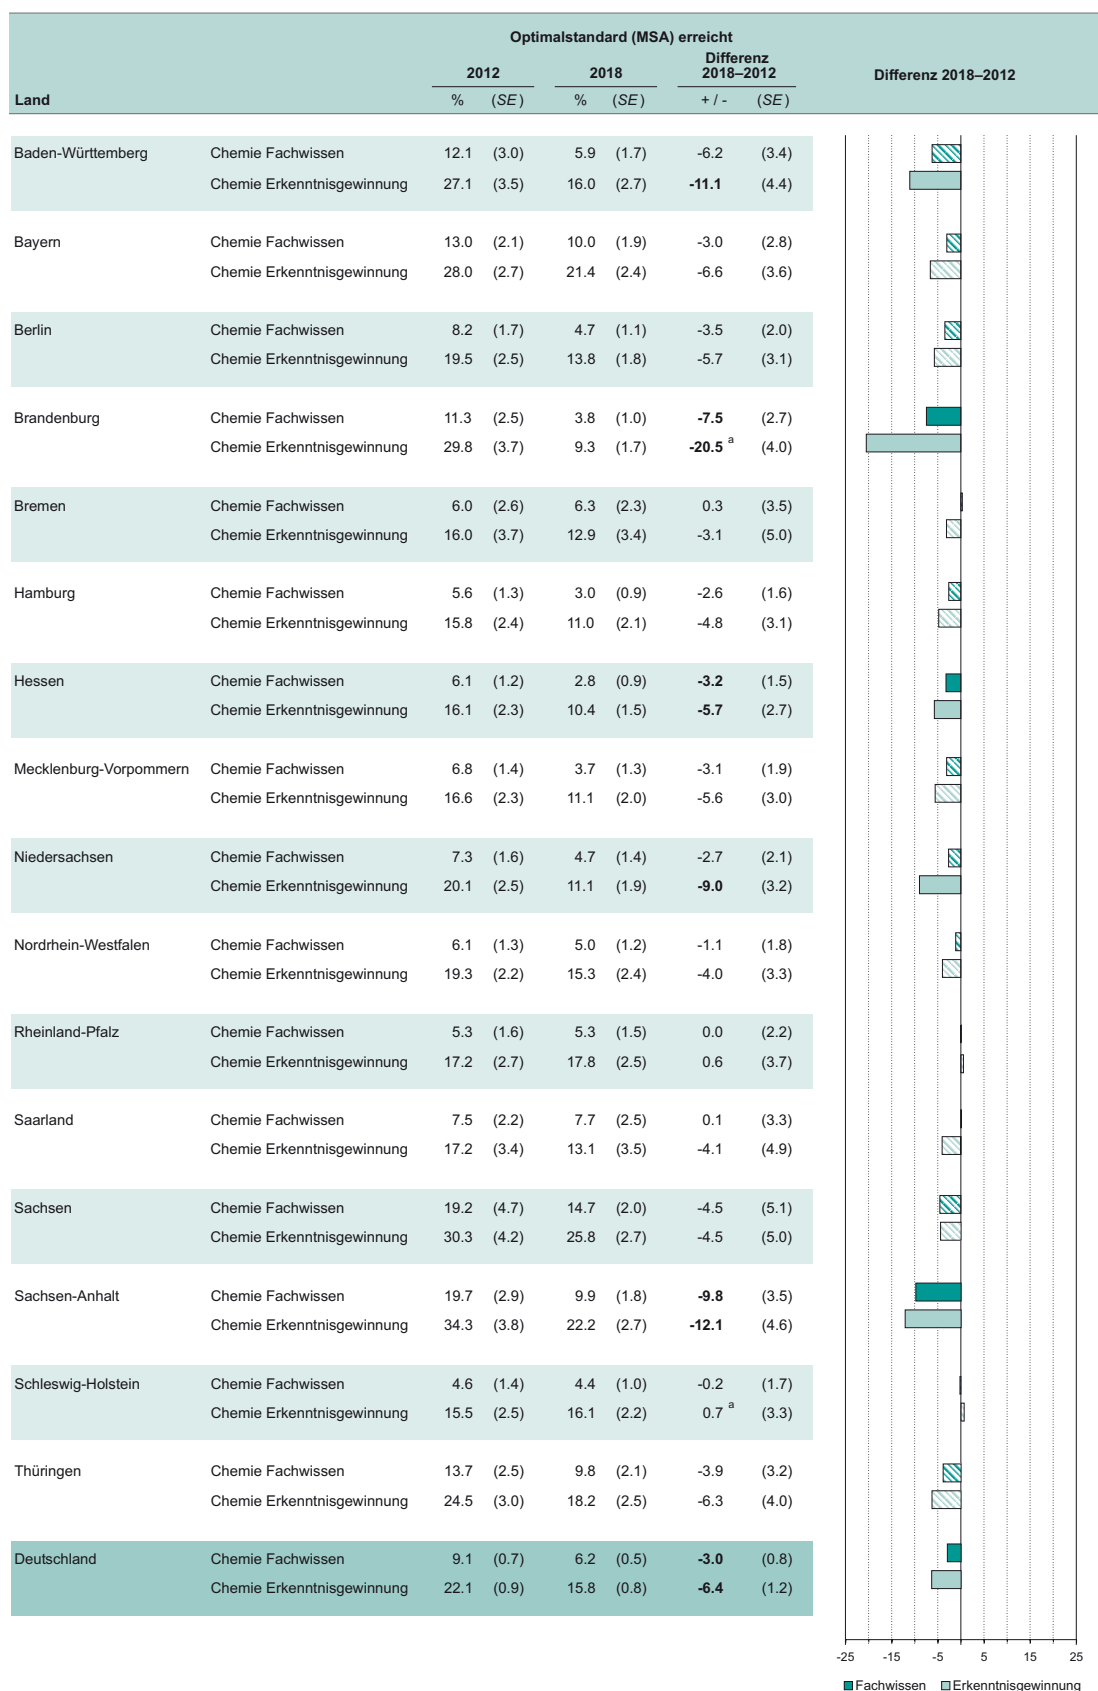 Optimalstandard (MSA) erreicht
2012 2018 Differenz 2018–2012 Differenz 2018–2012
Land % (SE) % (SE) + / - (SE)
Baden-Württemberg Chemie Fachwissen 12.1 (3.0) 5.9 (1.7) -6.2 (3.4)
Chemie Erkenntnisgewinnung 27.1 (3.5) 16.0 (2.7) -11.1 (4.4)
Bayern Chemie Fachwissen 13.0 (2.1) 10.0 (1.9) -3.0 (2.8)
Chemie Erkenntnisgewinnung 28.0 (2.7) 21.4 (2.4) -6.6 (3.6)
Berlin Chemie Fachwissen 8.2 (1.7) 4.7 (1.1) -3.5 (2.0)
Chemie Erkenntnisgewinnung 19.5 (2.5) 13.8 (1.8) -5.7 (3.1)
Brandenburg Chemie Fachwissen 11.3 (2.5) 3.8 (1.0) -7.5 (2.7)
Chemie Erkenntnisgewinnung 29.8 (3.7) 9.3 (1.7) -20.5 a (4.0)
Bremen Chemie Fachwissen 6.0 (2.6) 6.3 (2.3) 0.3 (3.5)
Chemie Erkenntnisgewinnung 16.0 (3.7) 12.9 (3.4) -3.1 (5.0)
Hamburg Chemie Fachwissen 5.6 (1.3) 3.0 (0.9) -2.6 (1.6)
Chemie Erkenntnisgewinnung 15.8 (2.4) 11.0 (2.1) -4.8 (3.1)
Hessen Chemie Fachwissen 6.1 (1.2) 2.8 (0.9) -3.2 (1.5)
Chemie Erkenntnisgewinnung 16.1 (2.3) 10.4 (1.5) -5.7 (2.7)
Mecklenburg-Vorpommern Chemie Fachwissen 6.8 (1.4) 3.7 (1.3) -3.1 (1.9)
Chemie Erkenntnisgewinnung 16.6 (2.3) 11.1 (2.0) -5.6 (3.0)
Niedersachsen Chemie Fachwissen 7.3 (1.6) 4.7 (1.4) -2.7 (2.1)
Chemie Erkenntnisgewinnung 20.1 (2.5) 11.1 (1.9) -9.0 (3.2)
Nordrhein-Westfalen Chemie Fachwissen 6.1 (1.3) 5.0 (1.2) -1.1 (1.8)
Chemie Erkenntnisgewinnung 19.3 (2.2) 15.3 (2.4) -4.0 (3.3)
Rheinland-Pfalz Chemie Fachwissen 5.3 (1.6) 5.3 (1.5) 0.0 (2.2)
Chemie Erkenntnisgewinnung 17.2 (2.7) 17.8 (2.5) 0.6 (3.7)
Saarland Chemie Fachwissen 7.5 (2.2) 7.7 (2.5) 0.1 (3.3)
Chemie Erkenntnisgewinnung 17.2 (3.4) 13.1 (3.5) -4.1 (4.9)
Sachsen Chemie Fachwissen 19.2 (4.7) 14.7 (2.0) -4.5 (5.1)
Chemie Erkenntnisgewinnung 30.3 (4.2) 25.8 (2.7) -4.5 (5.0)
Sachsen-Anhalt Chemie Fachwissen 19.7 (2.9) 9.9 (1.8) -9.8 (3.5)
Chemie Erkenntnisgewinnung 34.3 (3.8) 22.2 (2.7) -12.1 (4.6)
Schleswig-Holstein Chemie Fachwissen 4.6 (1.4) 4.4 (1.0) -0.2 (1.7)
Chemie Erkenntnisgewinnung 15.5 (2.5) 16.1 (2.2) 0.7 a (3.3)
Thüringen Chemie Fachwissen 13.7 (2.5) 9.8 (2.1) -3.9 (3.2)
Chemie Erkenntnisgewinnung 24.5 (3.0) 18.2 (2.5) -6.3 (4.0)
Deutschland Chemie Fachwissen 9.1 (0.7) 6.2 (0.5) -3.0 (0.8)
Chemie Erkenntnisgewinnung 22.1 (0.9) 15.8 (0.8) -6.4 (1.2)
-25 -15 -5 5 15 25
Fachwissen Erkenntnisgewinnung